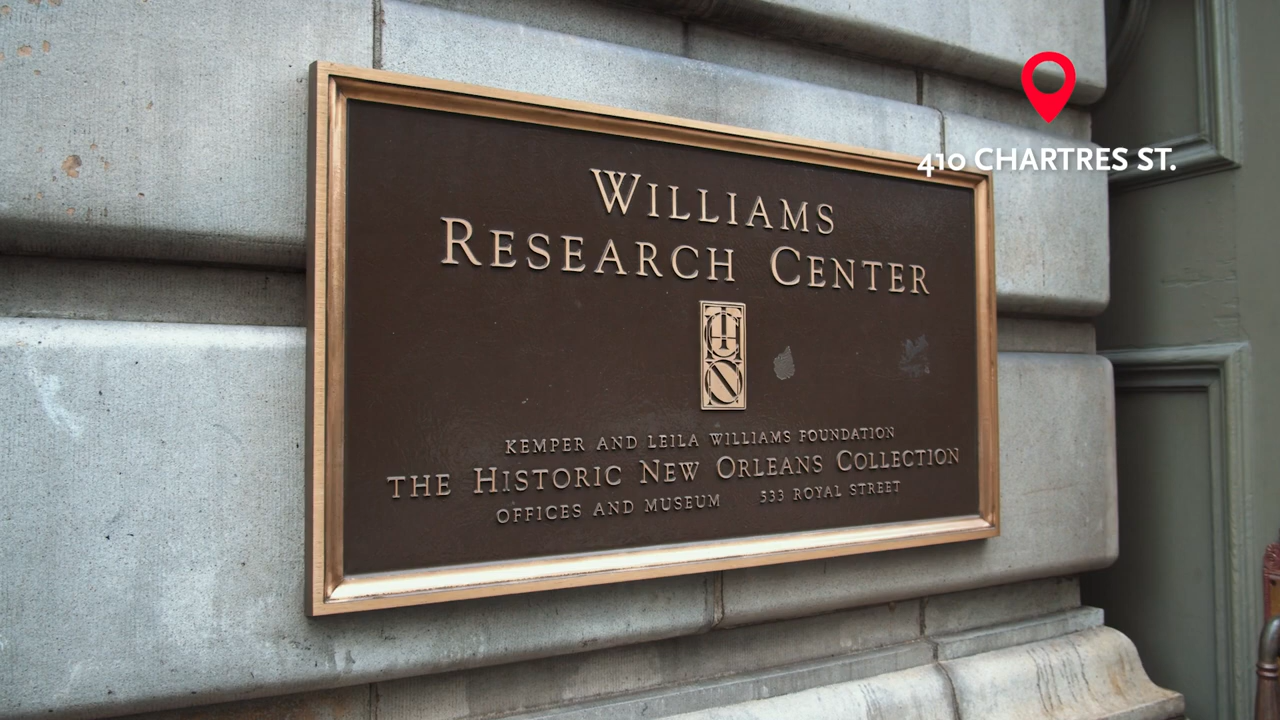 410 CHARTRES ST.
WILLIAMS
RESEARCH CENTER
THOC
N
KEMPER AND LEILA WILLIAMS FOUNDATION
THE HISTORIC NEW ORLEANS COLLECTION
OFFICES AND MUSEUM 533 ROYAL STREET